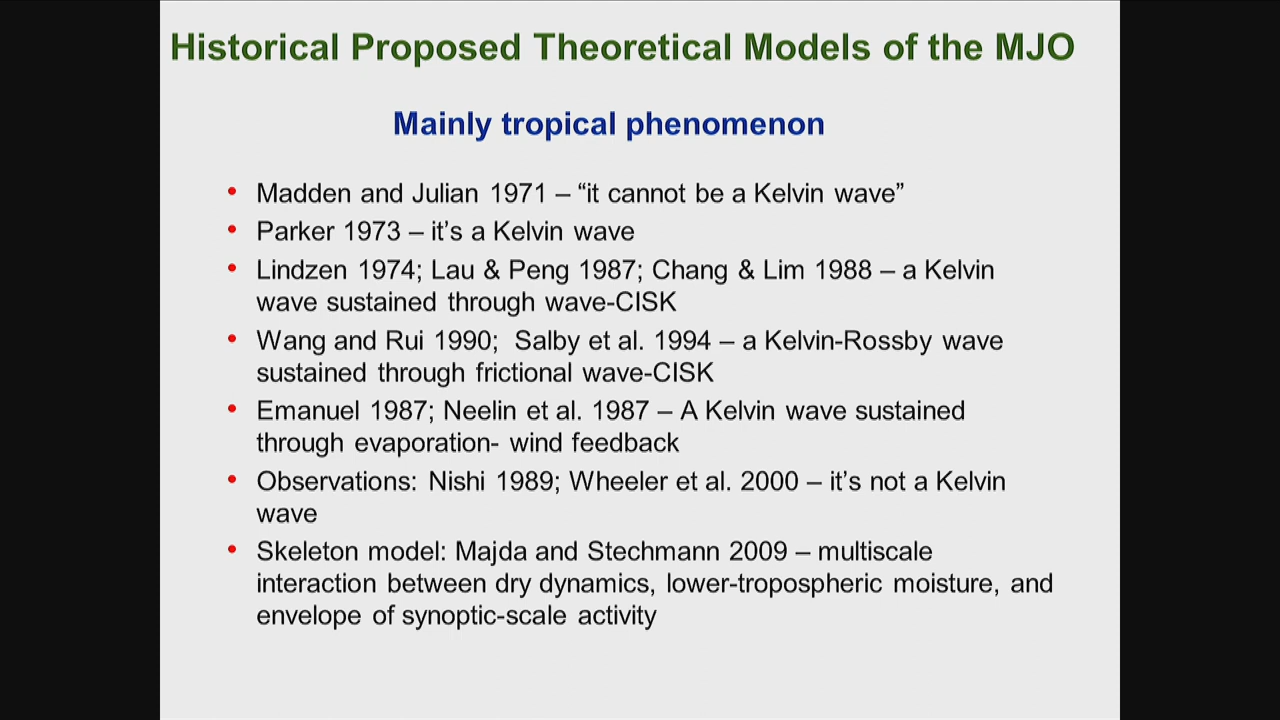 Historical Proposed Theoretical Models of the MJO
Mainly tropical phenomenon
• Madden and Julian 1971 – “it cannot be a Kelvin wave”
• Parker 1973 – it’s a Kelvin wave
• Lindzen 1974; Lau & Peng 1987; Chang & Lim 1988 – a Kelvin
wave sustained through wave-CISK
• Wang and Rui 1990;  Salby et al. 1994 – a Kelvin-Rossby wave
sustained through frictional wave-CISK
• Emanuel 1987; Neelin et al. 1987 – A Kelvin wave sustained
through evaporation- wind feedback
• Observations: Nishi 1989; Wheeler et al. 2000 – it’s not a Kelvin
wave
• Skeleton model: Majda and Stechmann 2009 – multiscale
interaction between dry dynamics, lower-tropospheric moisture, and
envelope of synoptic-scale activity